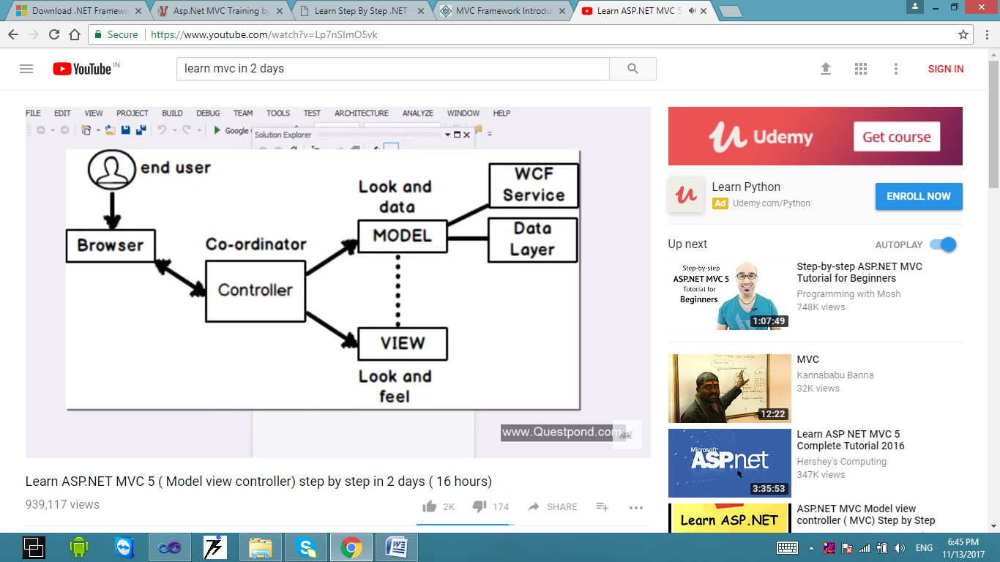 Download .NET Framewo
Asp.Net MVC Training by
Learn Step By Step .NET
MVC Framework Introdu
Learn ASP.NET MVC 5
Secure
https://www.youtube.com/watch?v=Lp7nSImO5vk
YouTube IN
learn mvc in 2 days
SIGN IN
FILE EDIT VIEW PROJECT BUILD DEBUG TEAM TOOLS TEST ARCHITECTURE ANALYZE WINDOW HELP
Google
Solution Explorer
end user
Browser
Co-ordinator
Controller
Look and
data
MODEL
WCF
Service
Data
Layer
VIEW
Look and
feel
www.Questpond.com
Learn ASP.NET MVC 5 ( Model view controller) step by step in 2 days ( 16 hours)
939,117 views
2K 174 SHARE
Udemy
Get course
Learn Python
Ad Udemy.com/Python
ENROLL NOW
Up next
AUTOPLAY
Step-by-step
ASP.NET MVC 5
Tutorial for
Beginners
1:07:49
Step-by-step ASP.NET MVC
Tutorial for Beginners
Programming with Mosh
748K views
12:22
MVC
Kannababu Banna
32K views
Microsoft
ASP.net
3:35:53
Learn ASP NET MVC 5
Complete Tutorial 2016
Hershey's Computing
347K views
Learn ASP.NET
ASP.NET MVC Model view
controller ( MVC) Step by Step
ENG
6:45 PM
11/13/2017